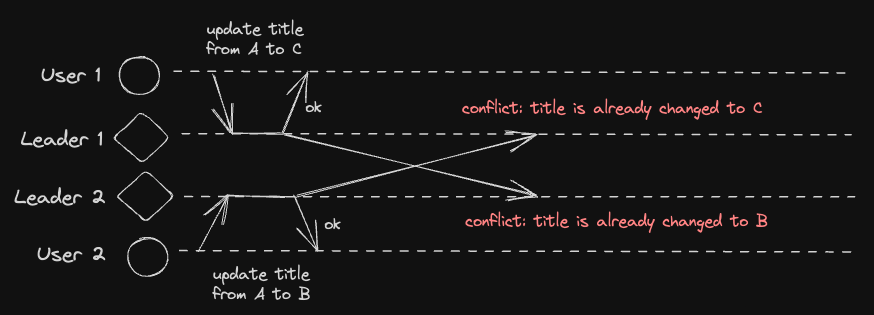 update title
from A to C
User 1
ok
conflict: title is already changed to C
Leader 1
Leader 2
conflict: title is already changed to B
ok
User 2
update title
from A to B